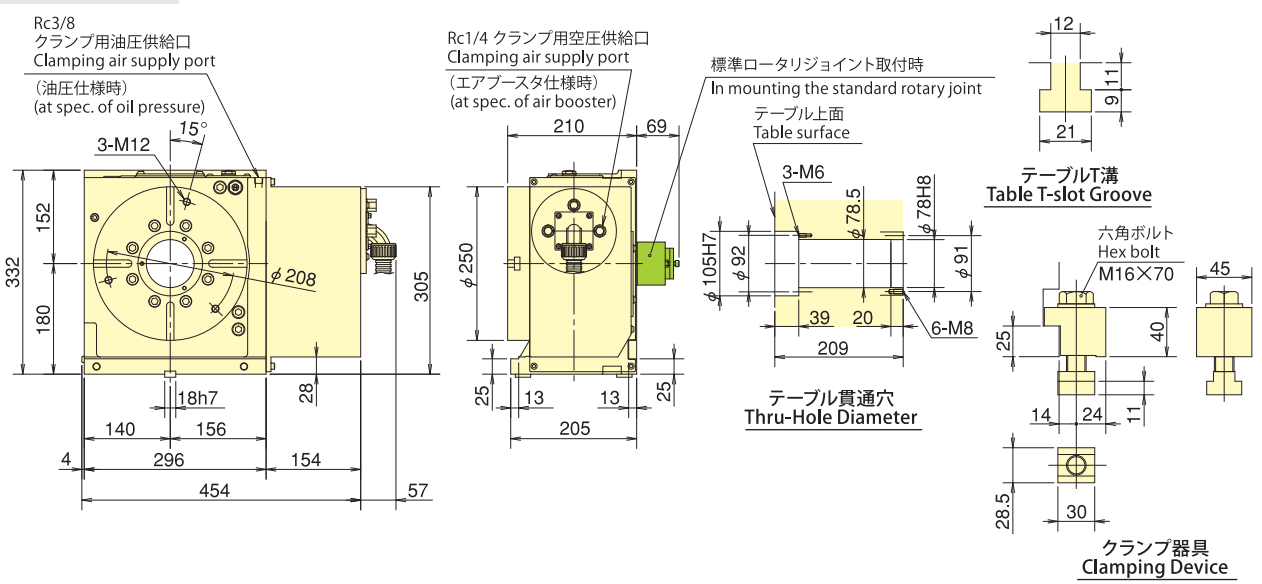 Rc3/8
クランプ用油圧供給口
Clamping air supply port
（油圧仕様時）
(at spec. of oil pressure)
15°
3-M12
332
152
180
φ208
305
28
18h7
140
156
4
296
154
454
57
Rc1/4 クランプ用空圧供給口
Clamping air supply port
（エアブースタ仕様時）
(at spec. of air booster)
210
69
φ250
25
13
13
25
205
標準ロータリジョイント取付時
In mounting the standard rotary joint
テーブル上面
Table surface
3-M6
φ105H7
φ92
φ78.5
φ78H8
φ91
39
20
6-M8
209
テーブル貫通穴
Thru-Hole Diameter
12
11
9
21
テーブルT溝
Table T-slot Groove
六角ボルト
Hex bolt
M16×70
45
25
40
14
24
11
28.5
30
クランプ器具
Clamping Device